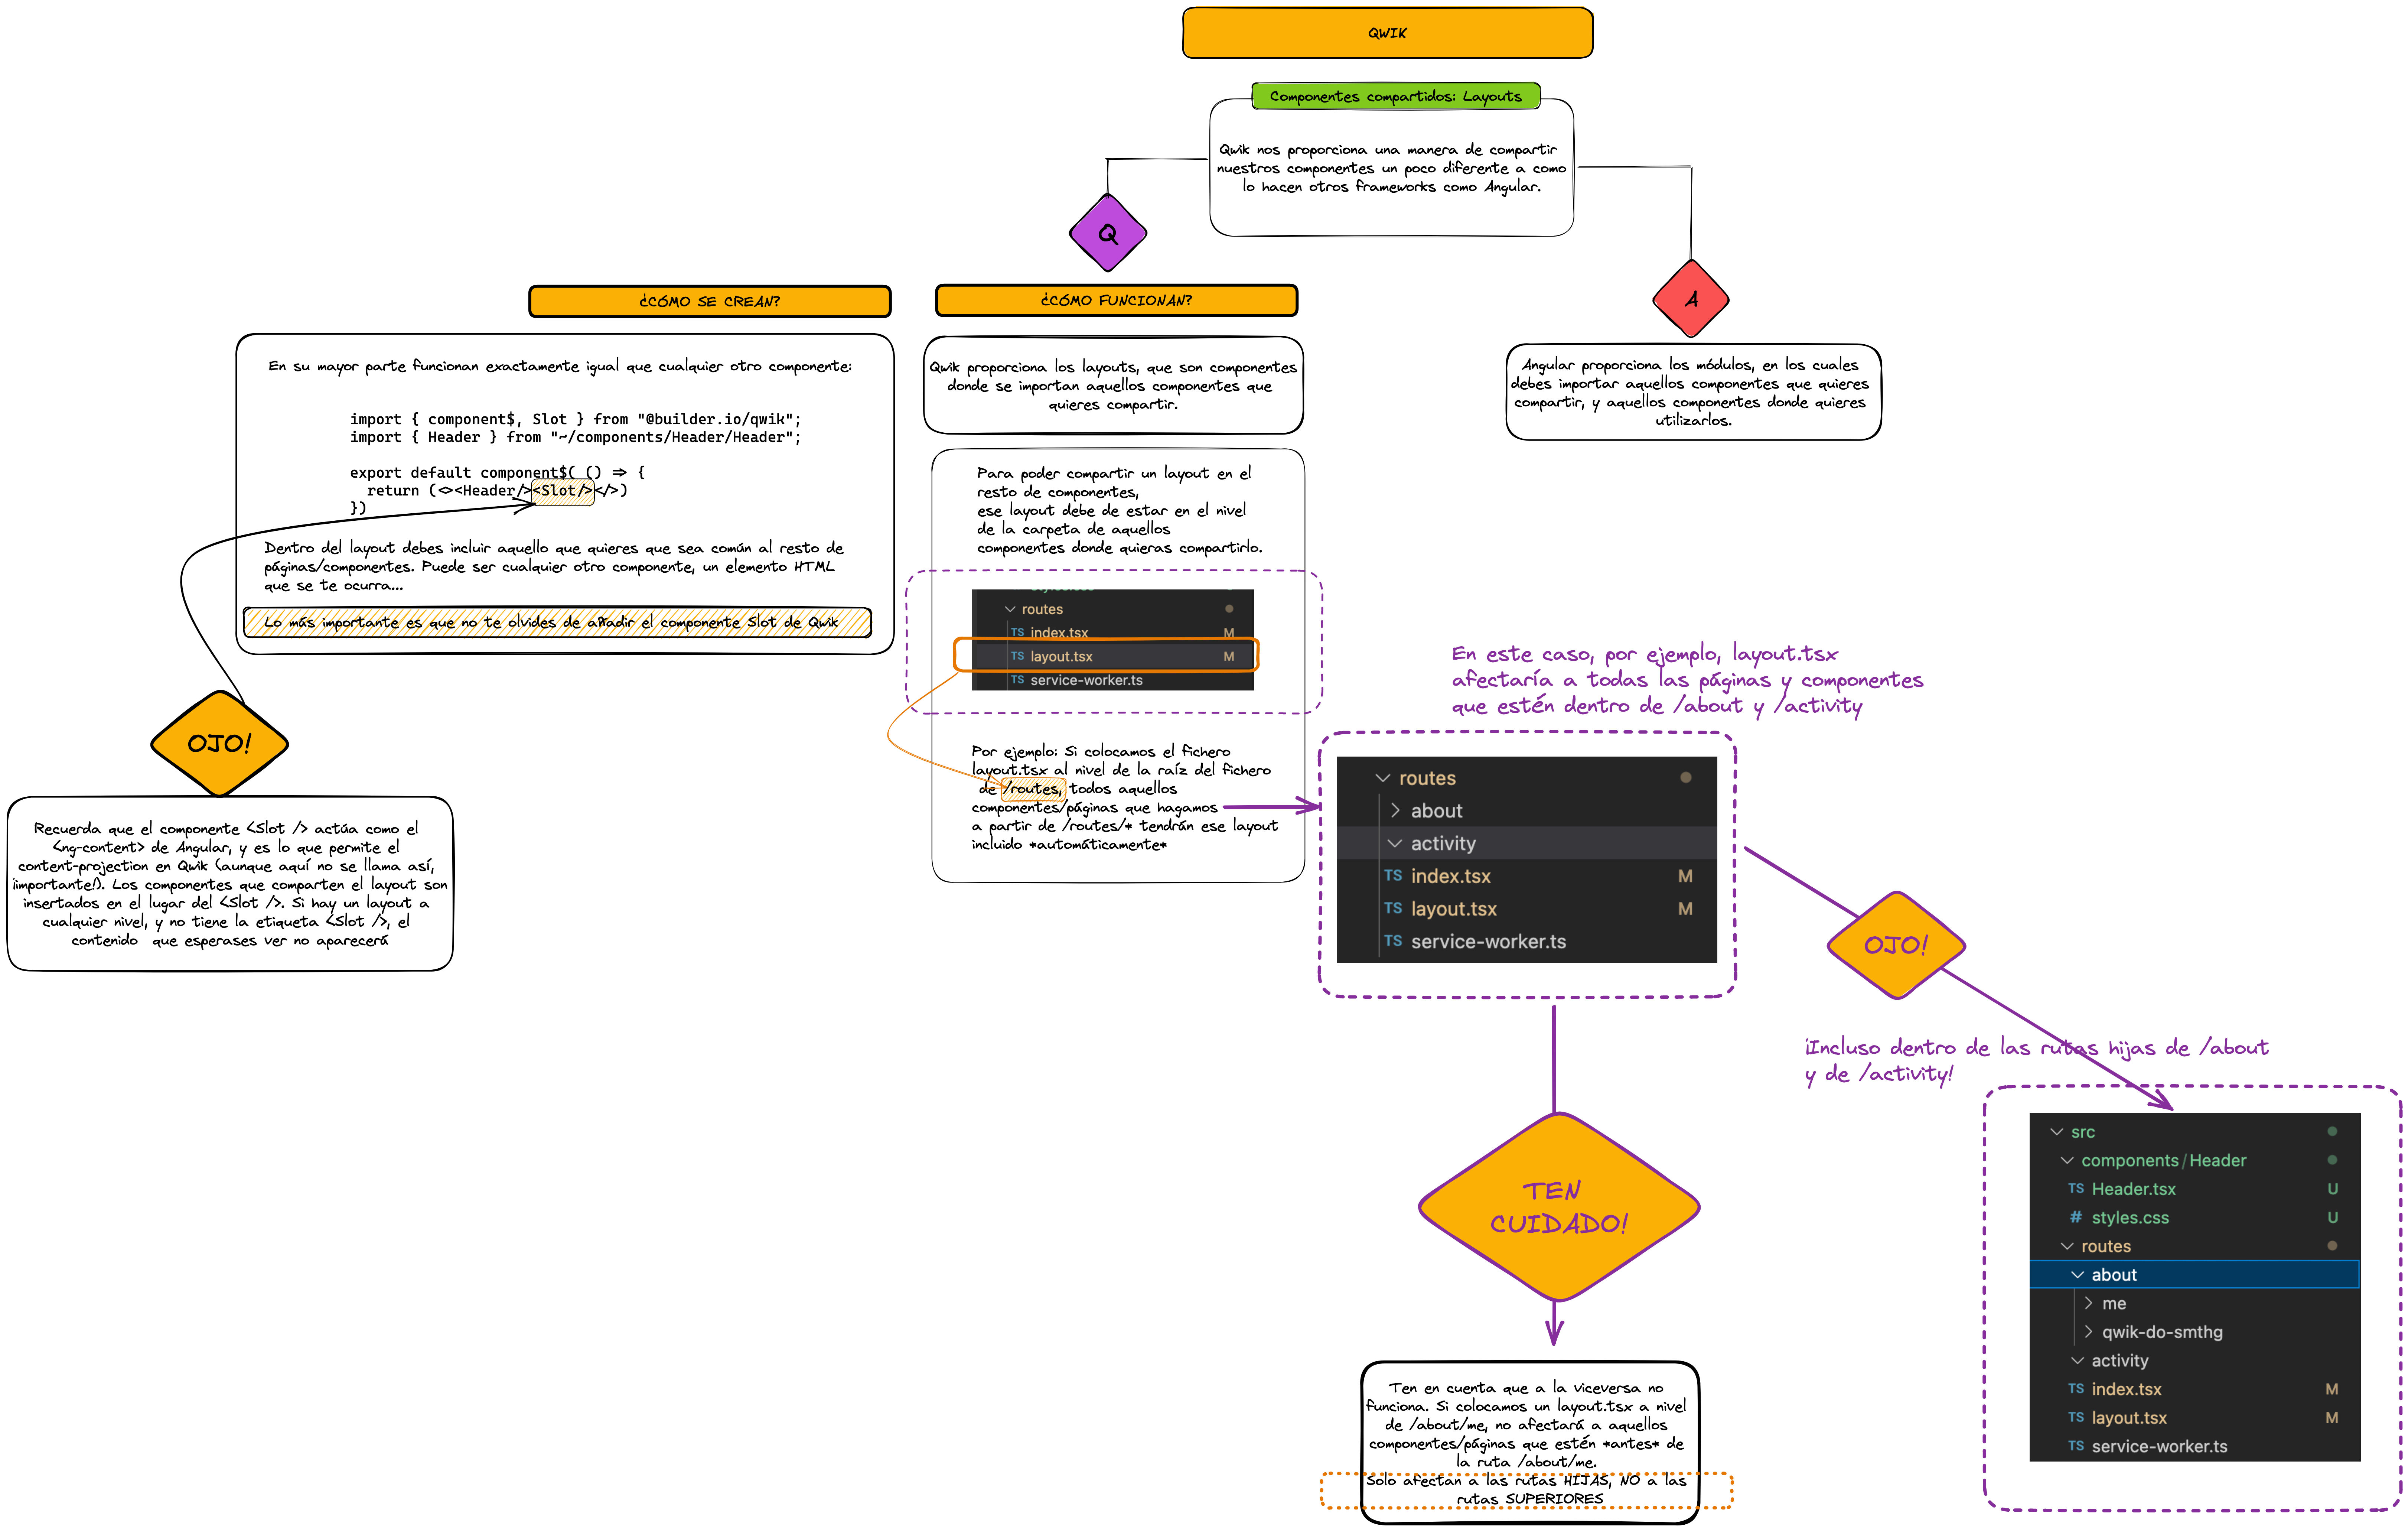 QWIK
Componentes compartidos: Layouts
Qwik nos proporciona una manera de compartir
nuestros componentes un poco diferente a como
lo hacen otros frameworks como Angular.
Q
A
¿CÓMO SE CREAN?
En su mayor parte funcionan exactamente igual que cualquier otro componente:
import { component$, Slot } from "@builder.io/qwik";
import { Header } from "~/components/Header/Header";
export default component$( () => {
return (<><Header/><Slot/></>)
})
Dentro del layout debes incluir aquello que quieres que sea común al resto de
páginas/componentes. Puede ser cualquier otro componente, un elemento HTML
que se te ocurra...
Lo más importante es que no te olvides de añadir el componente Slot de Qwik
OJO!
Recuerda que el componente <Slot /> actúa como el
<ng-content> de Angular, y es lo que permite el
content-projection en Qwik (aunque aquí no se llama así,
¡importante!). Los componentes que comparten el layout son
insertados en el lugar del <Slot />. Si hay un layout a
cualquier nivel, y no tiene la etiqueta <Slot />, el
contenido que esperases ver no aparecerá
¿CÓMO FUNCIONAN?
Qwik proporciona los layouts, que son componentes
donde se importan aquellos componentes que
quieres compartir.
Para poder compartir un layout en el
resto de componentes,
ese layout debe de estar en el nivel
de la carpeta de aquellos
componentes donde quieras compartirlo.
routes
TS index.tsx M
TS layout.tsx M
TS service-worker.ts
Por ejemplo: Si colocamos el fichero
layout.tsx al nivel de la raíz del fichero
de /routes, todos aquellos
componentes/páginas que hagamos
a partir de /routes/* tendrán ese layout
incluido *automáticamente*
Angular proporciona los módulos, en los cuales
debes importar aquellos componentes que quieres
compartir, y aquellos componentes donde quieres
utilizarlos.
En este caso, por ejemplo, layout.tsx
afectaría a todas las páginas y componentes
que estén dentro de /about y /activity
routes
about
activity
TS index.tsx M
TS layout.tsx M
TS service-worker.ts
OJO!
¡Incluso dentro de las rutas hijas de /about
y de /activity!
src
components/Header
TS Header.tsx U
# styles.css U
routes
about
me
qwik-do-smthg
activity
TS index.tsx M
TS layout.tsx M
TS service-worker.ts
TEN
CUIDADO!
Ten en cuenta que a la viceversa no
funciona. Si colocamos un layout.tsx a nivel
de /about/me, no afectará a aquellos
componentes/páginas que estén *antes* de
la ruta /about/me.
Solo afectan a las rutas HIJAS, NO a las
rutas SUPERIORES